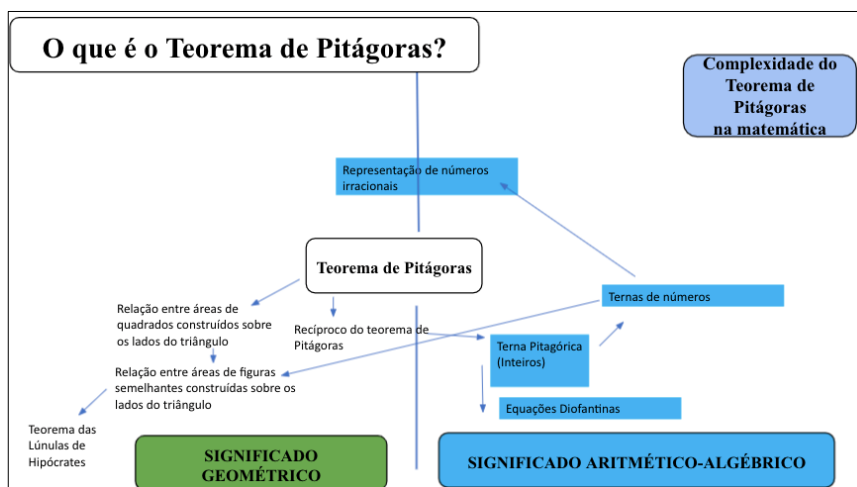 O que é o Teorema de Pitágoras?
Complexidade do
Teorema de
Pitágoras
na matemática
Representação de números
irracionais
Teorema de Pitágoras
Relação entre áreas de
quadrados construídos sobre
os lados do triângulo
Recíproco do teorema de
Pitágoras
Ternas de números
Terna Pitagórica
(Inteiros)
Relação entre áreas de figuras
semelhantes construídas sobre os
lados do triângulo
Equações Diofantinas
Teorema das
Lúnulas de
Hipócrates
SIGNIFICADO
GEOMÉTRICO
SIGNIFICADO ARITMÉTICO-ALGÉBRICO